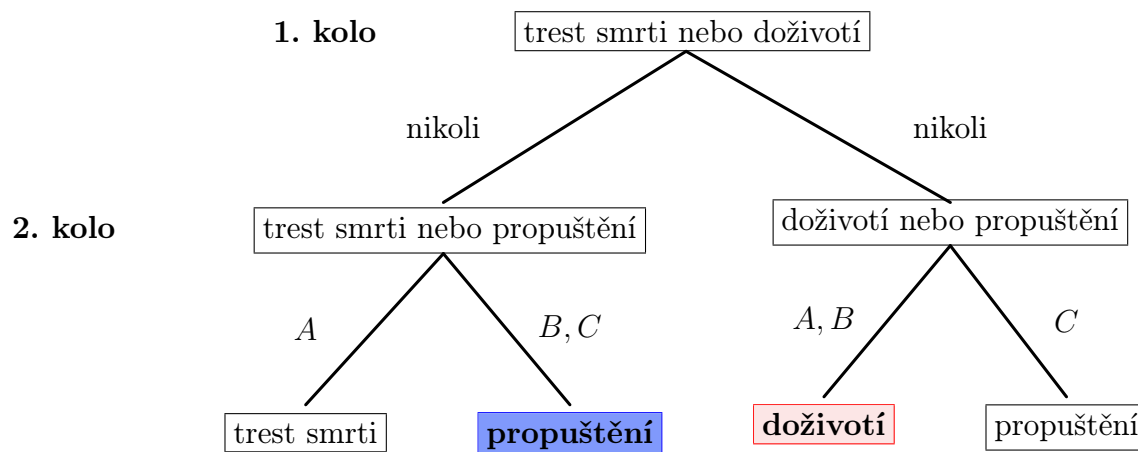 1. kolo
trest smrti nebo doživotí
nikoli
nikoli
2. kolo
trest smrti nebo propuštění
doživotí nebo propuštění
A
B, C
A, B
C
trest smrti
propuštění
doživotí
propuštění